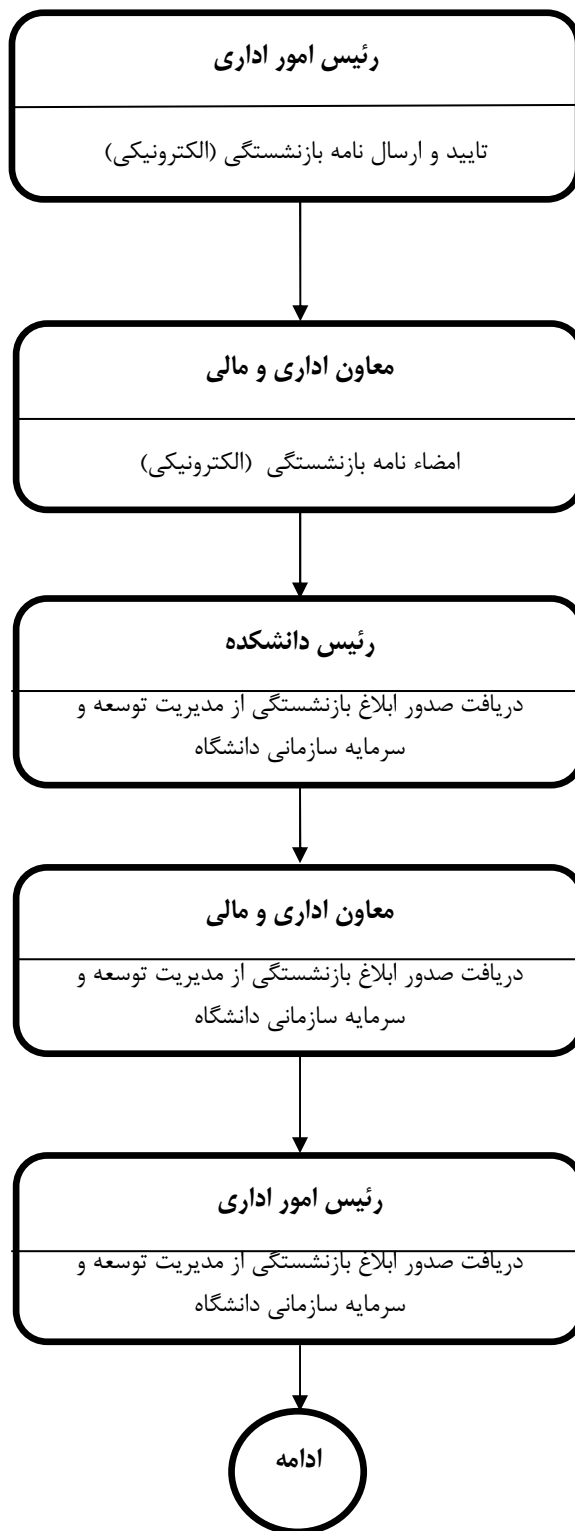 رئیس امور اداری
تایید و ارسال نامه بازنشستگی (الکترونیکی)
معاون اداری و مالی
امضاء نامه بازنشستگی (الکترونیکی)
رئیس دانشکده
دریافت صدور ابلاغ بازنشستگی از مدیریت توسعه و
سرمایه سازمانی دانشگاه
معاون اداری و مالی
دریافت صدور ابلاغ بازنشستگی از مدیریت توسعه و
سرمایه سازمانی دانشگاه
رئیس امور اداری
دریافت صدور ابلاغ بازنشستگی از مدیریت توسعه و
سرمایه سازمانی دانشگاه
ادامه